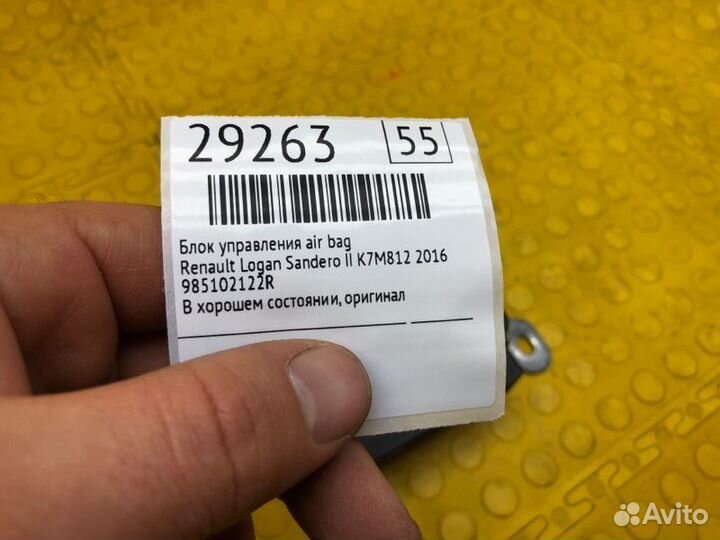 29263 55
Блок управления air bag
Renault Logan Sandero II K7M812 2016
985102122R
В хорошем состоянии, оригинал
Avito